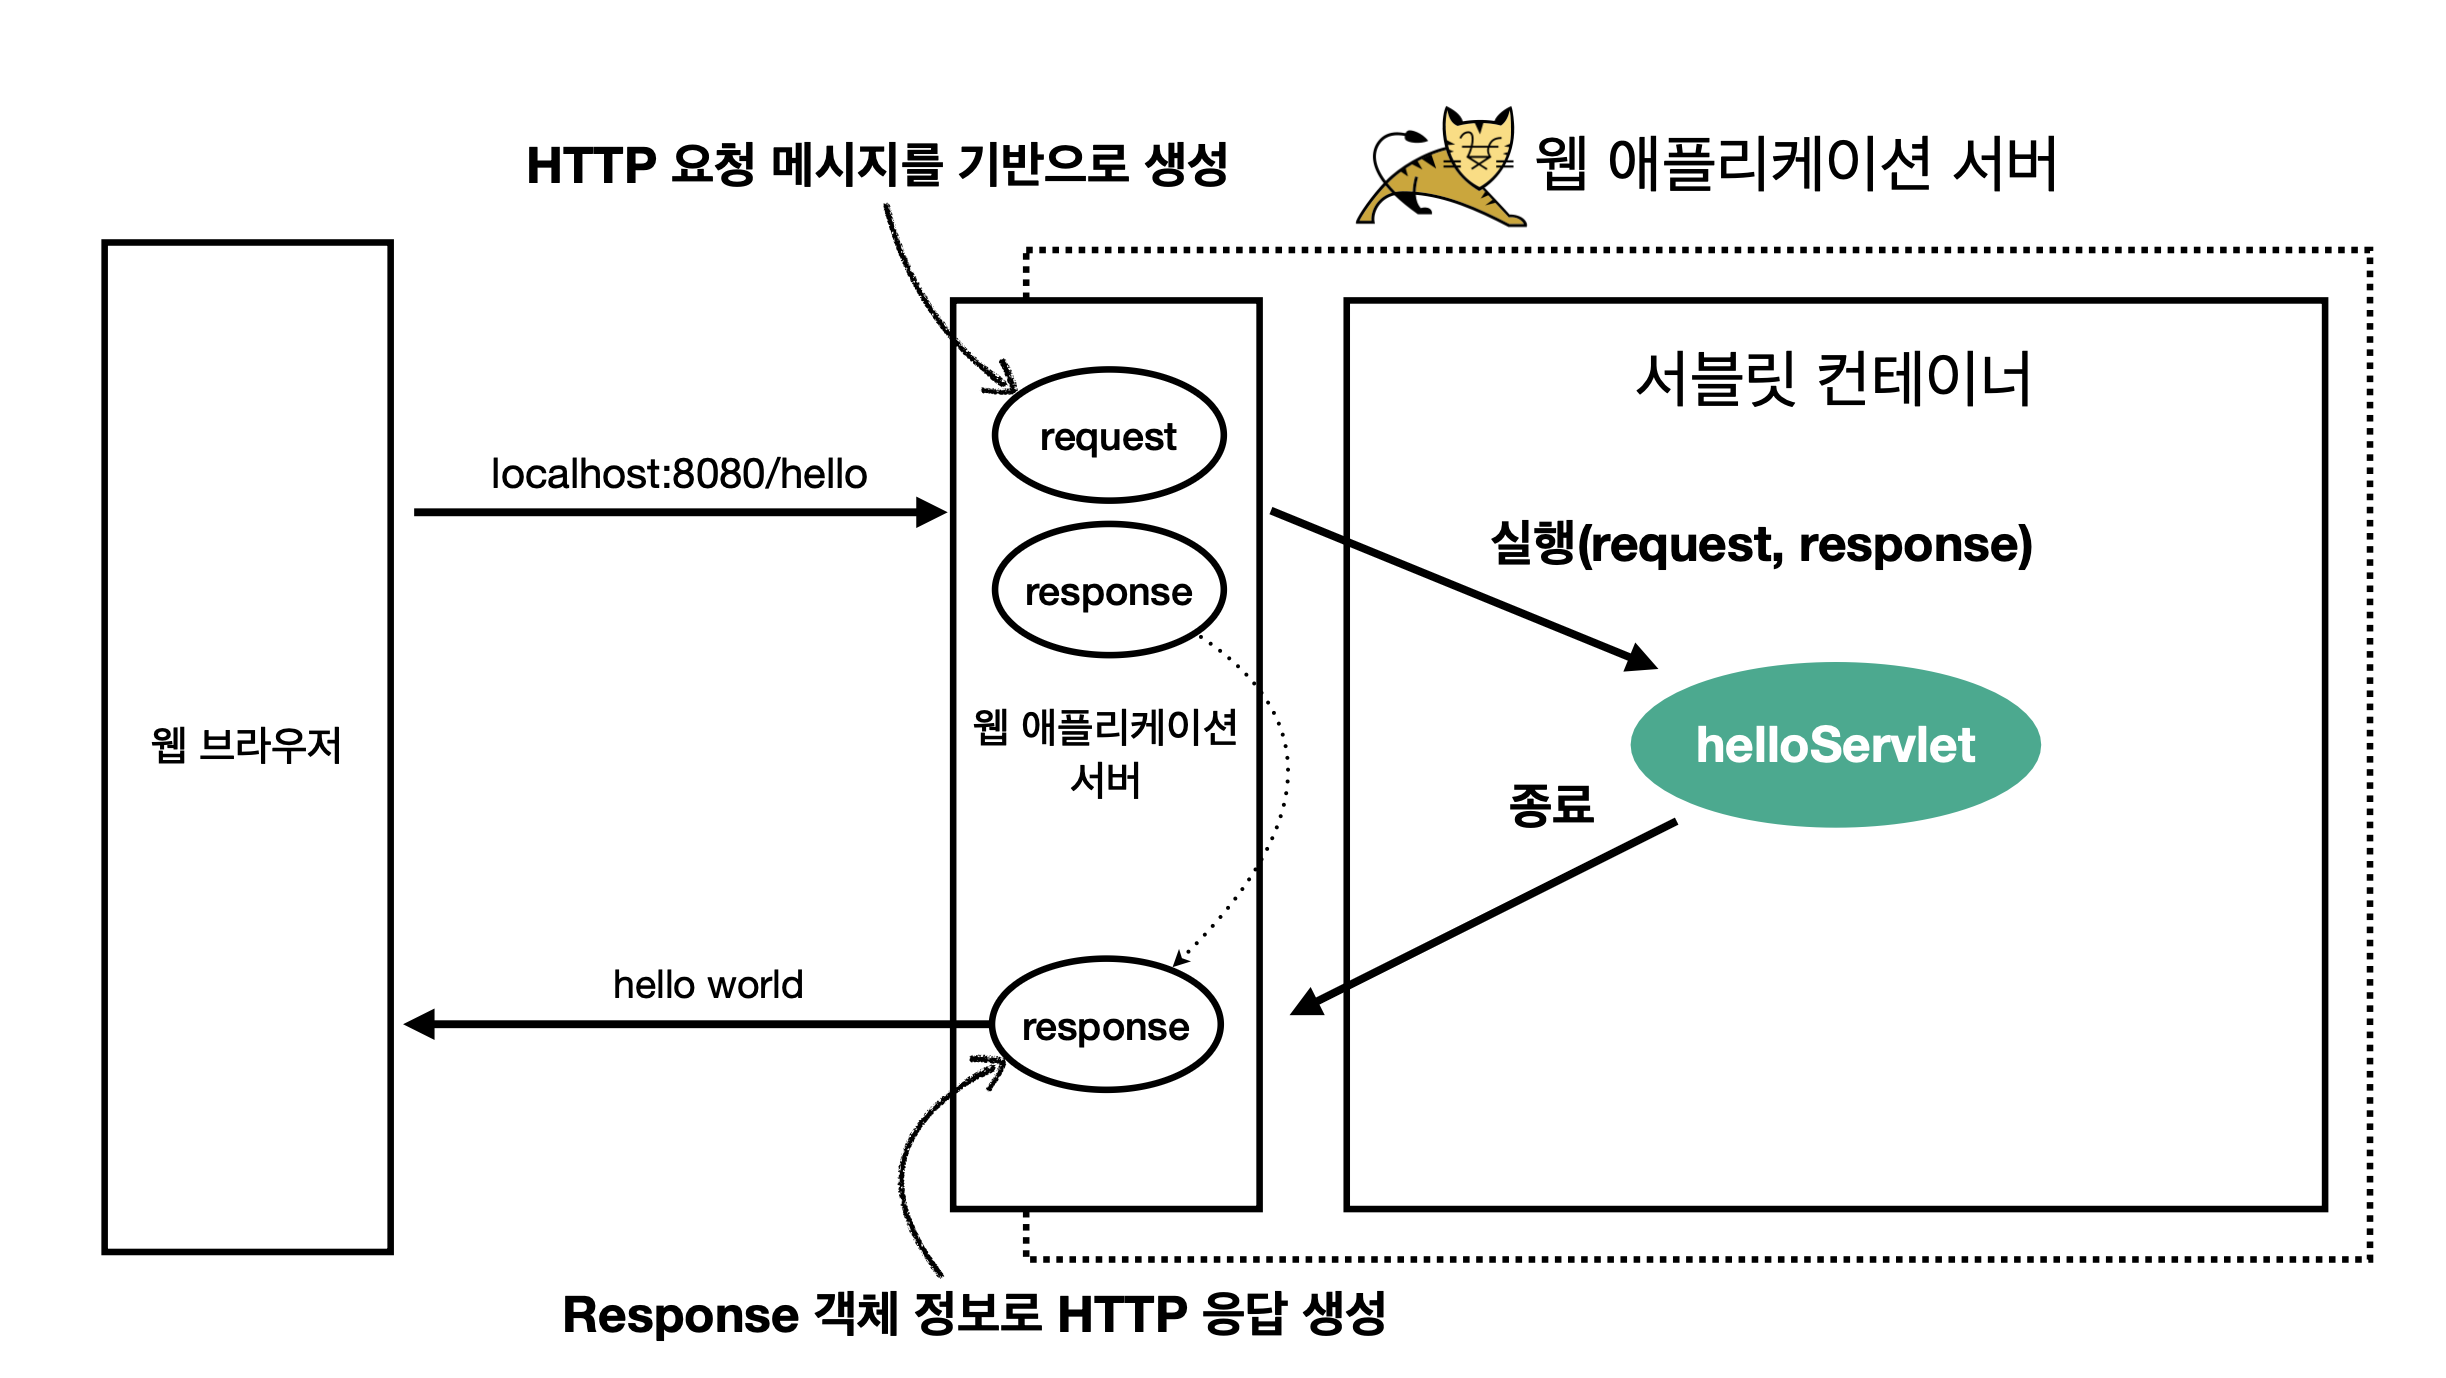 HTTP 요청 메시지를 기반으로 생성
웹 애플리케이션 서버
서블릿 컨테이너
request
localhost:8080/hello
실행(request, response)
response
웹 브라우저
웹 애플리케이션
서버
helloServlet
종료
hello world
response
Response 객체 정보로 HTTP 응답 생성